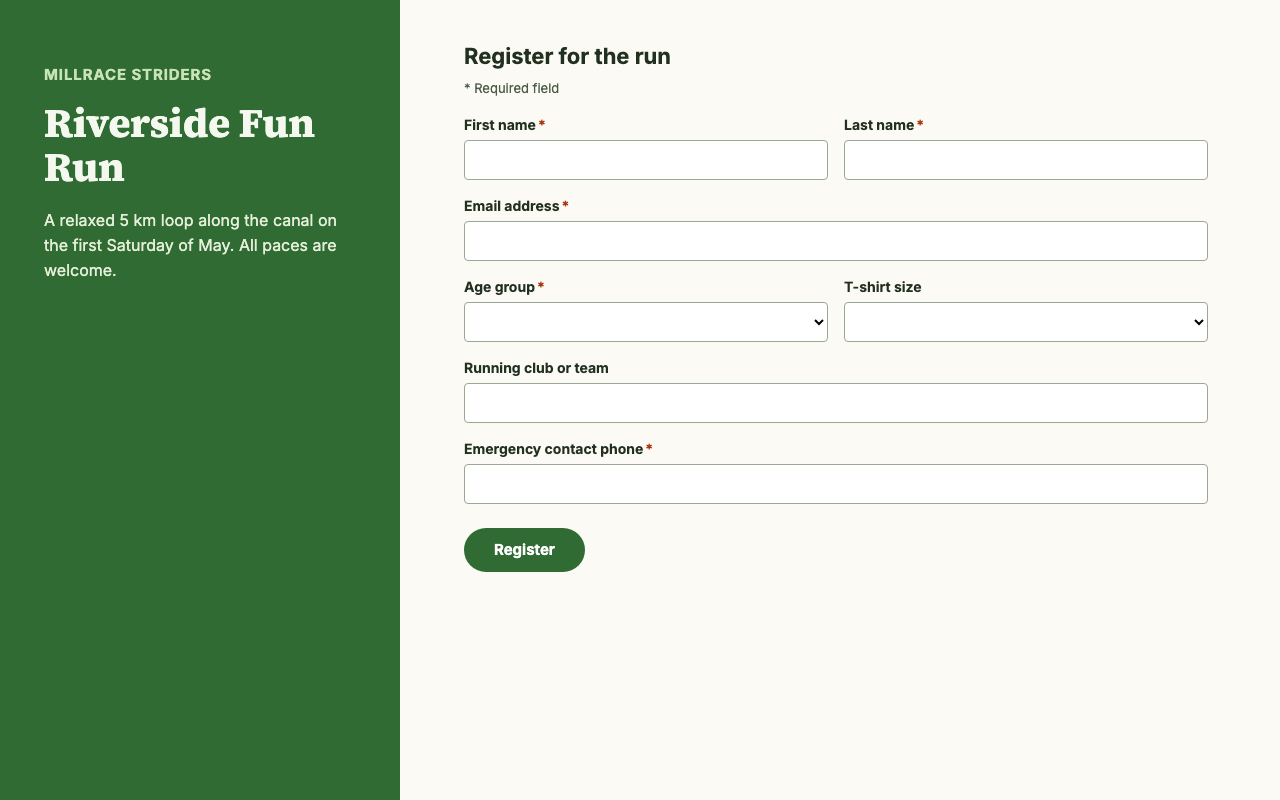 MILLRACE STRIDERS
Riverside Fun
Run
A relaxed 5 km loop along the canal on
the first Saturday of May. All paces are
welcome.
Register for the run
* Required field
First name *
Last name *
Email address *
Age group *
T-shirt size
Running club or team
Emergency contact phone *
Register